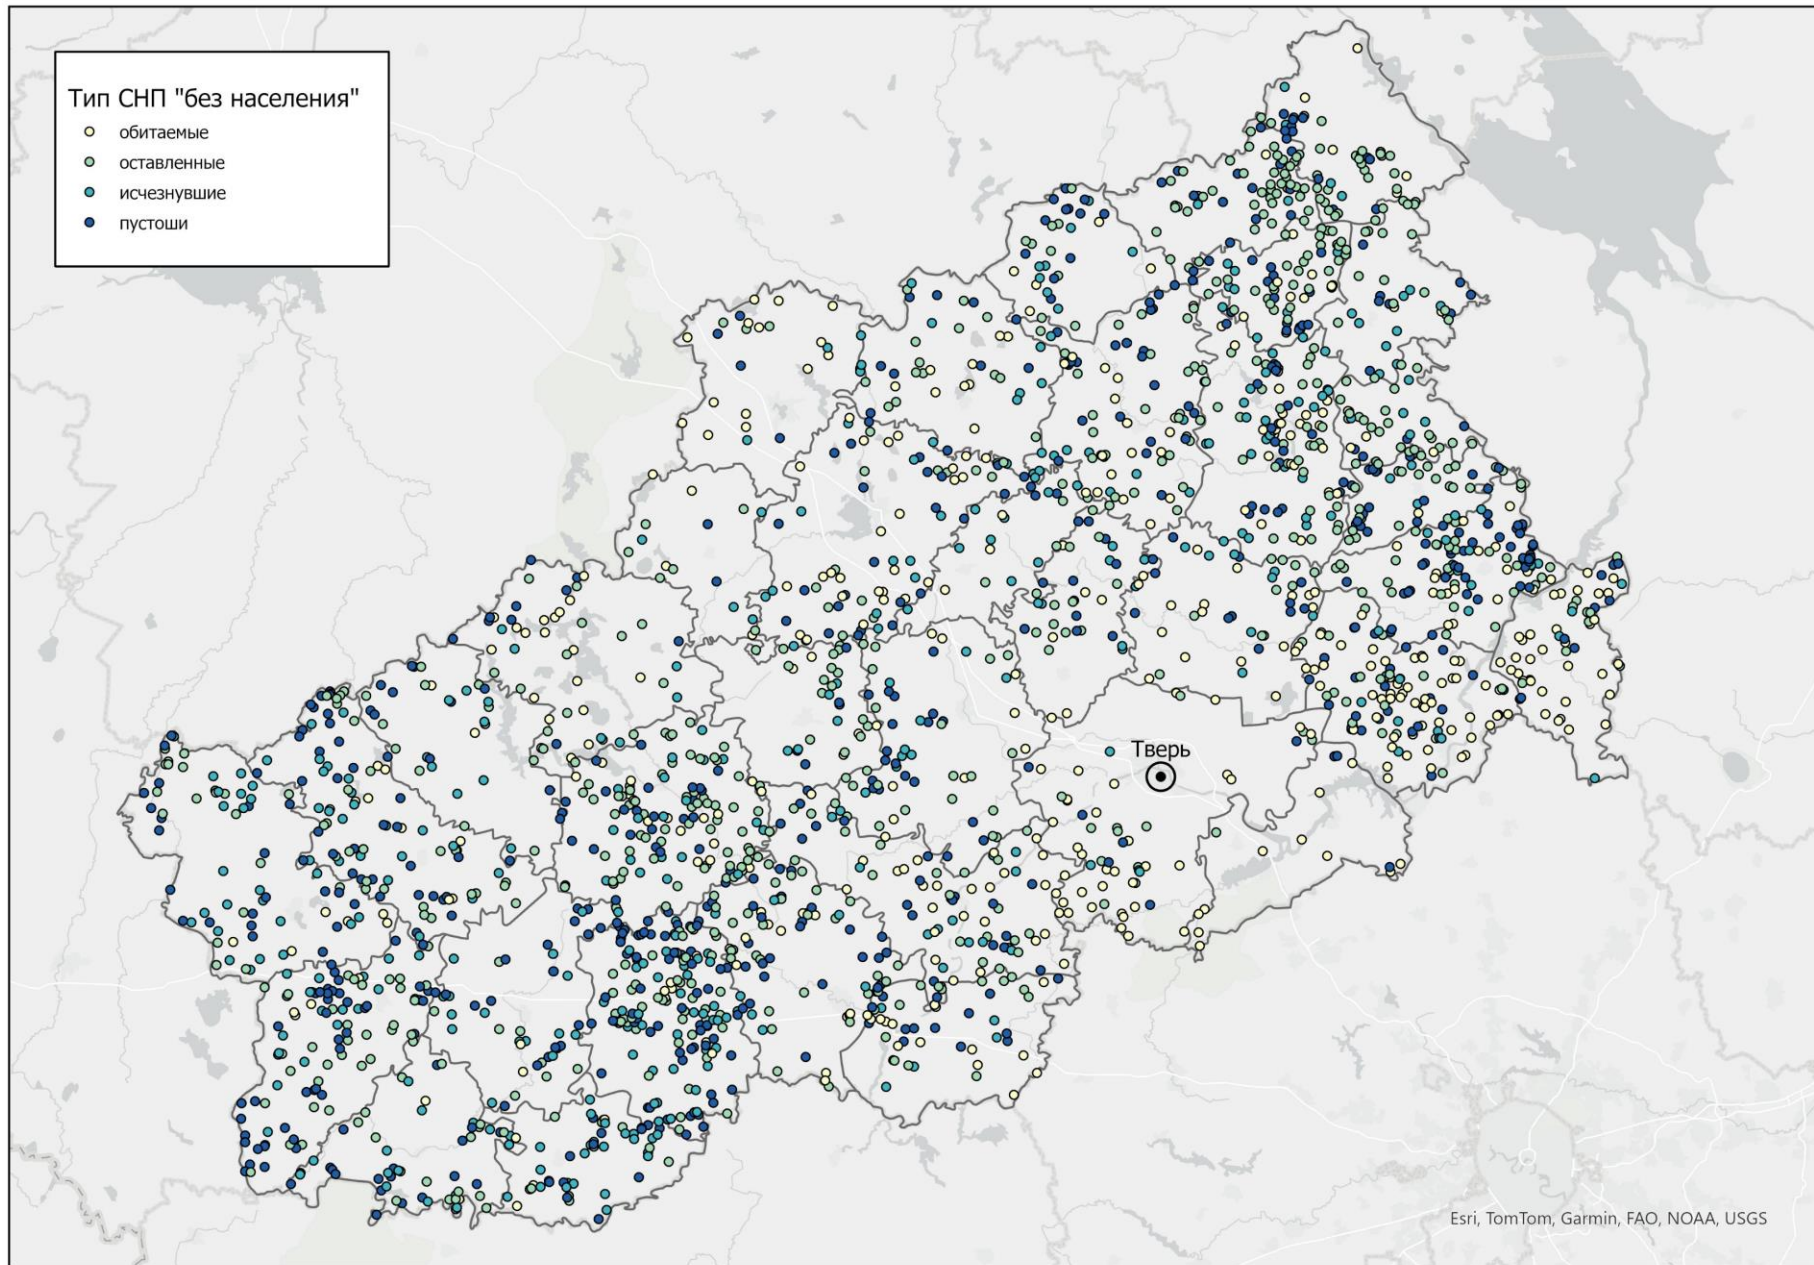 Тип СНП "без населения"
обитаемые
оставленные
исчезнувшие
пустоши
Тверь
Esri, TomTom, Garmin, FAO, NOAA, USGS